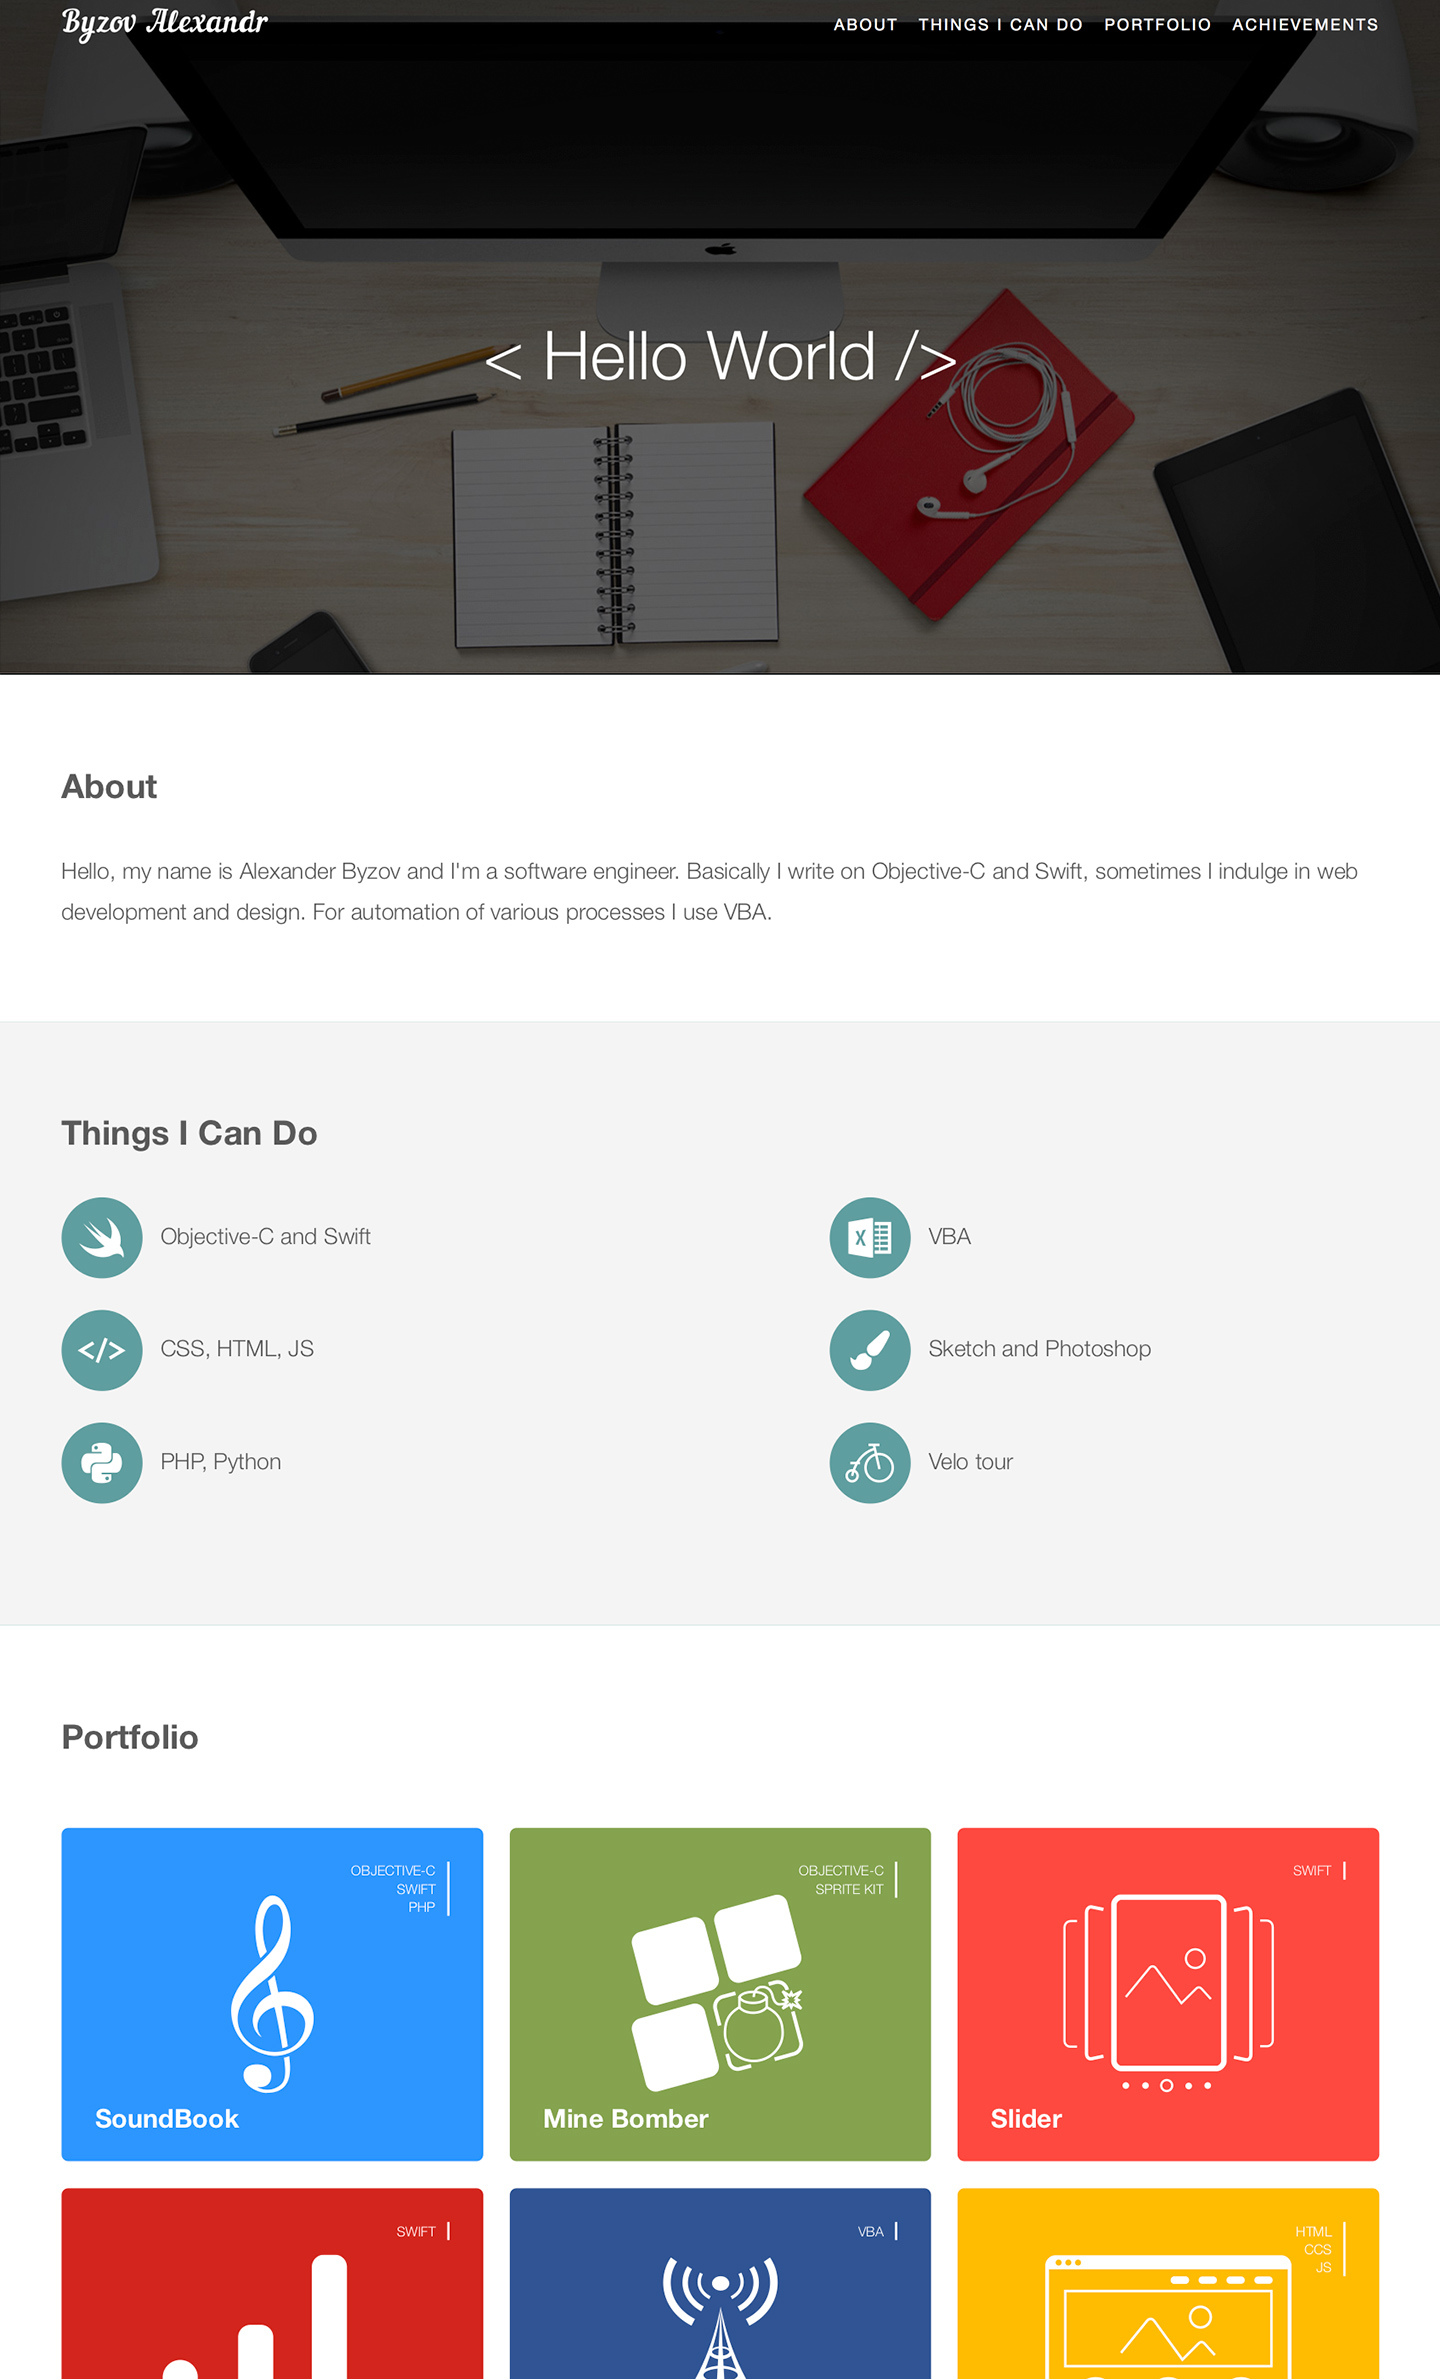 Byzov Alexandr
ABOUT THINGS I CAN DO PORTFOLIO ACHIEVEMENTS
< Hello World />
About
Hello, my name is Alexander Byzov and I'm a software engineer. Basically I write on Objective-C and Swift, sometimes I indulge in web
development and design. For automation of various processes I use VBA.
Things I Can Do
Objective-C and Swift
X
VBA
</>
CSS, HTML, JS
Sketch and Photoshop
PHP, Python
Velo tour
Portfolio
OBJECTIVE-C
SWIFT
PHP
SoundBook
OBJECTIVE-C
SPRITE KIT
Mine Bomber
SWIFT
Slider
SWIFT
VBA
HTML
CCS
JS